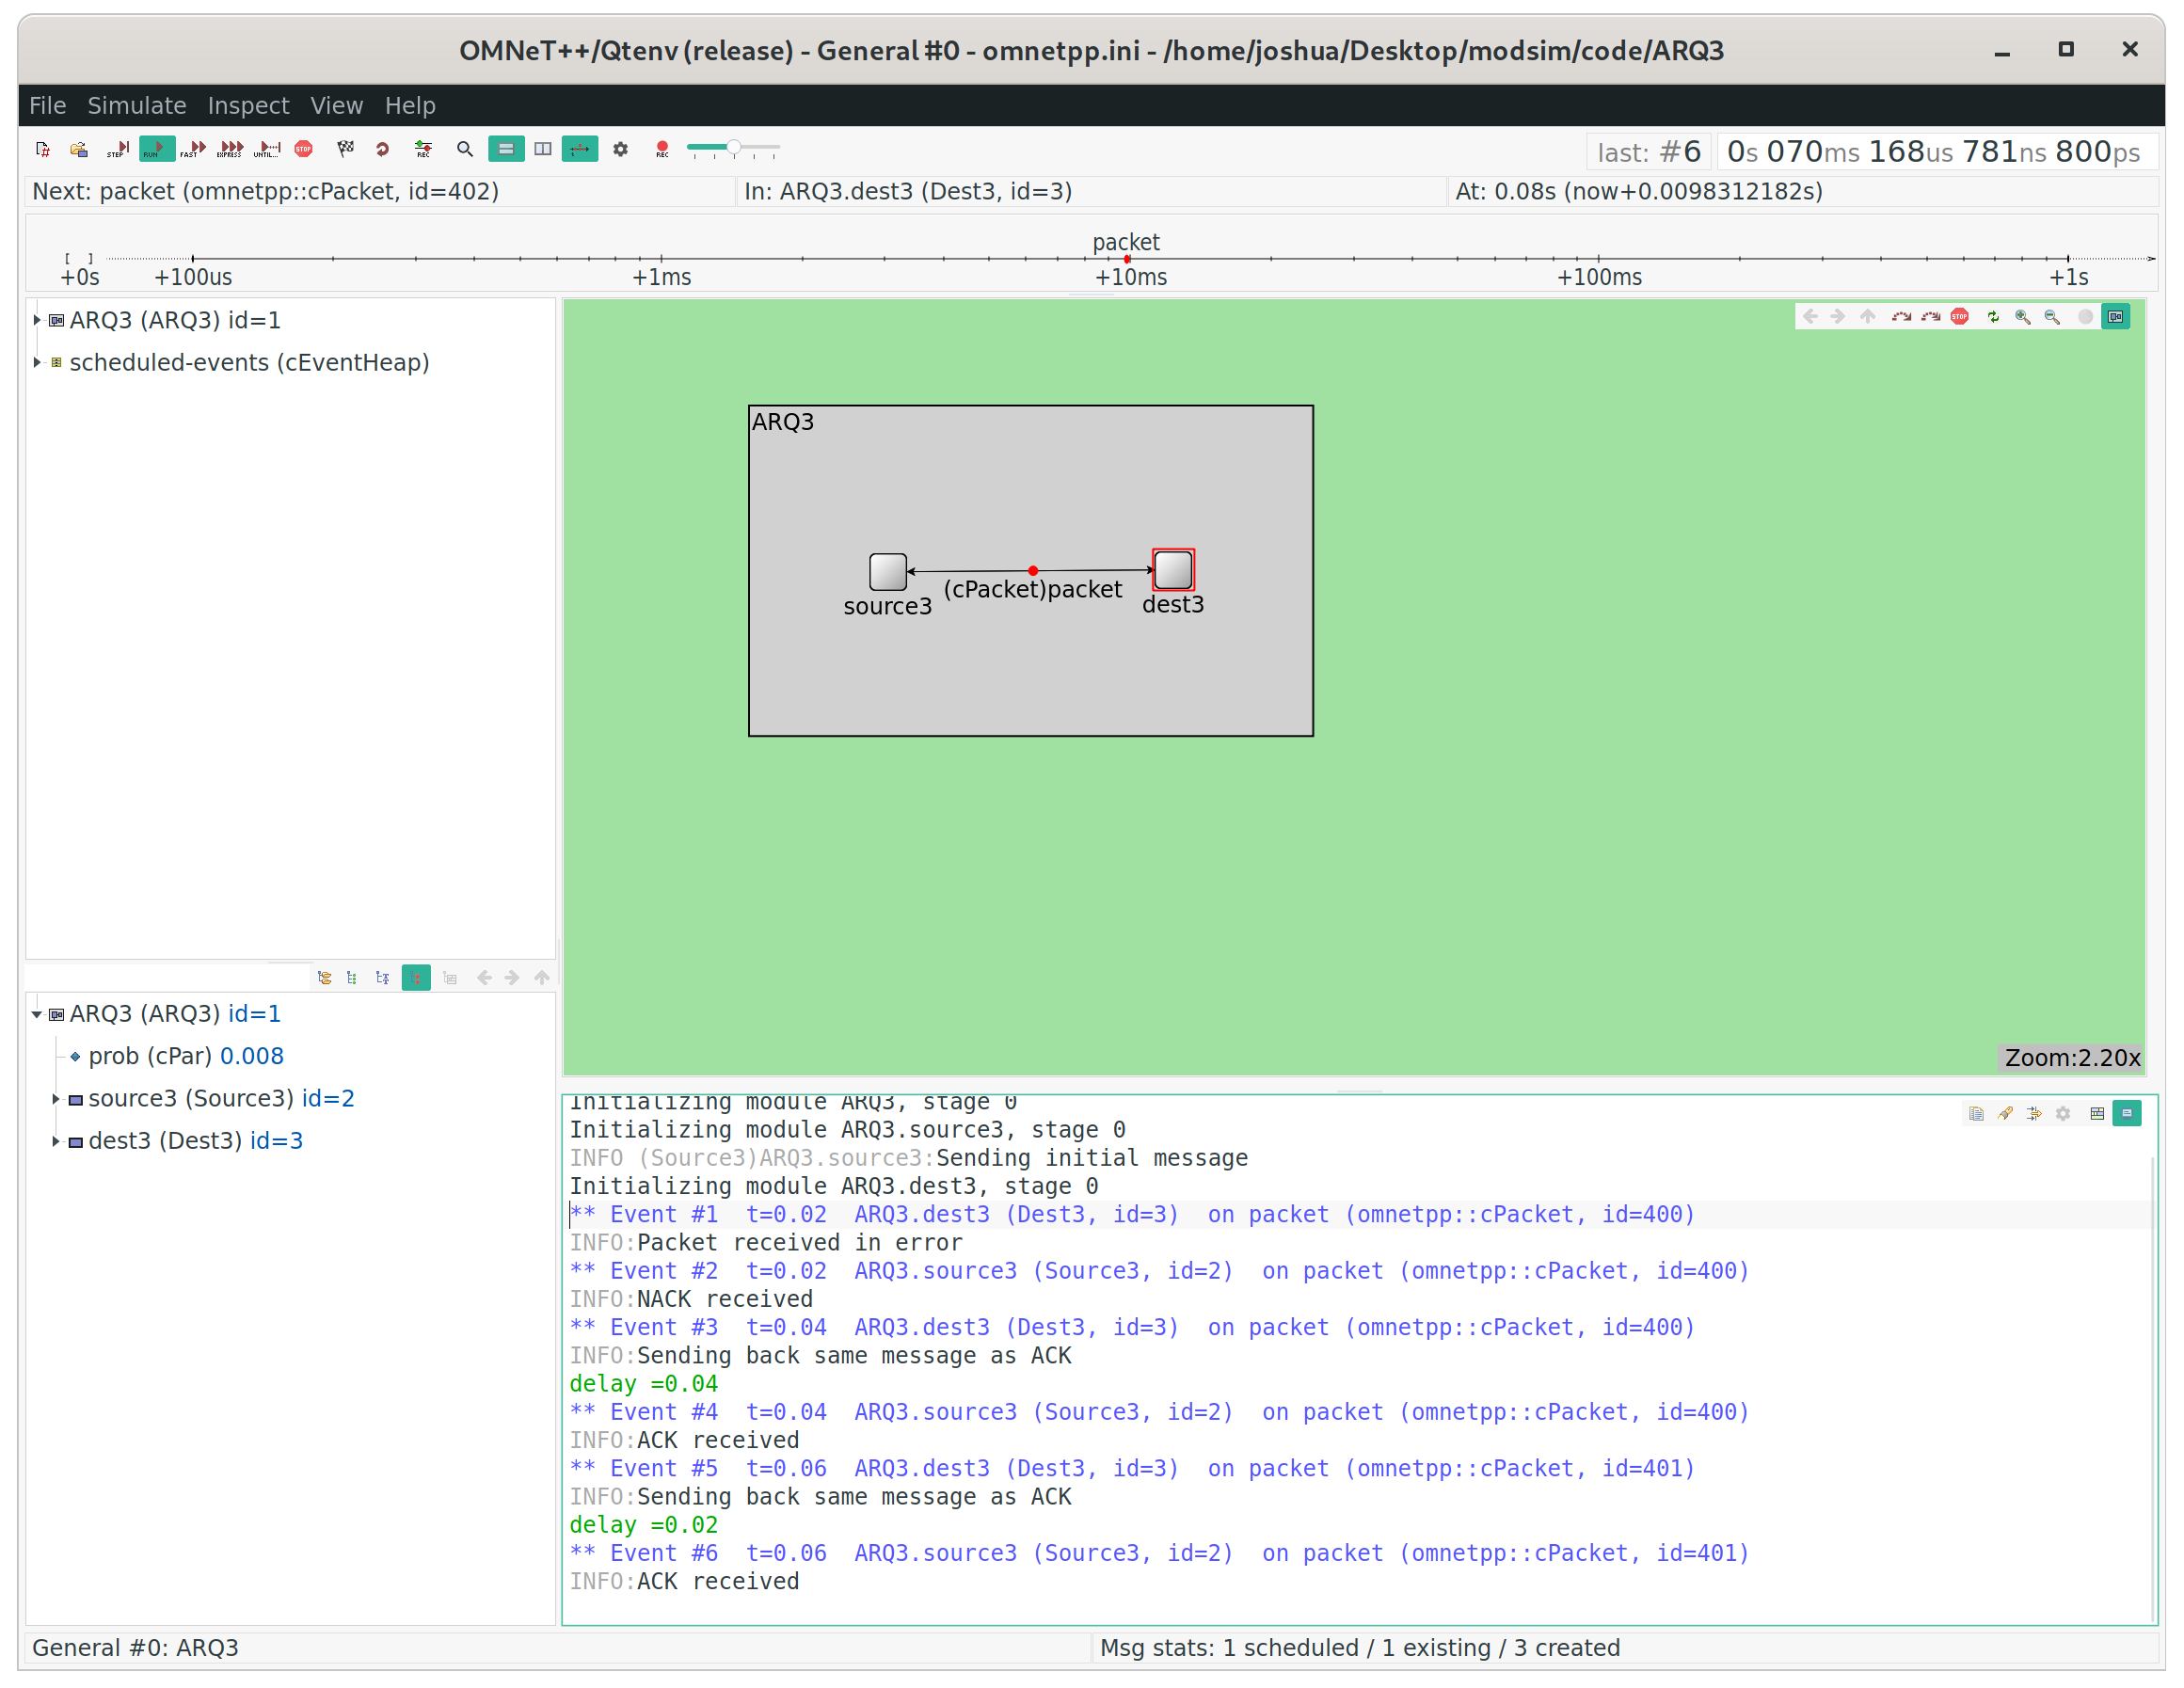 OMNeT++/Qtenv (release) - General #0 - omnetpp.ini - /home/joshua/Desktop/modsim/code/ARQ3
File Simulate Inspect View Help
STEP RUN FAST EXPRESS UNTIL... STOP REC REC last: #6 0s 070ms 168us 781ns 800ps
Next: packet (omnetpp::cPacket, id=402) In: ARQ3.dest3 (Dest3, id=3) At: 0.08s (now+0.0098312182s)
packet
+0s +100us +1ms +10ms +100ms +1s
ARQ3 (ARQ3) id=1
scheduled-events (cEventHeap)
STOP
ARQ3
(cPacket)packet
source3 dest3
Zoom:2.20x
ARQ3 (ARQ3) id=1
prob (cPar) 0.008
source3 (Source3) id=2
dest3 (Dest3) id=3
Initializing module ARQ3, stage 0
Initializing module ARQ3.source3, stage 0
INFO (Source3)ARQ3.source3:Sending initial message
Initializing module ARQ3.dest3, stage 0
** Event #1 t=0.02 ARQ3.dest3 (Dest3, id=3) on packet (omnetpp::cPacket, id=400)
INFO:Packet received in error
** Event #2 t=0.02 ARQ3.source3 (Source3, id=2) on packet (omnetpp::cPacket, id=400)
INFO:NACK received
** Event #3 t=0.04 ARQ3.dest3 (Dest3, id=3) on packet (omnetpp::cPacket, id=400)
INFO:Sending back same message as ACK
delay =0.04
** Event #4 t=0.04 ARQ3.source3 (Source3, id=2) on packet (omnetpp::cPacket, id=400)
INFO:ACK received
** Event #5 t=0.06 ARQ3.dest3 (Dest3, id=3) on packet (omnetpp::cPacket, id=401)
INFO:Sending back same message as ACK
delay =0.02
** Event #6 t=0.06 ARQ3.source3 (Source3, id=2) on packet (omnetpp::cPacket, id=401)
INFO:ACK received
General #0: ARQ3 Msg stats: 1 scheduled / 1 existing / 3 created